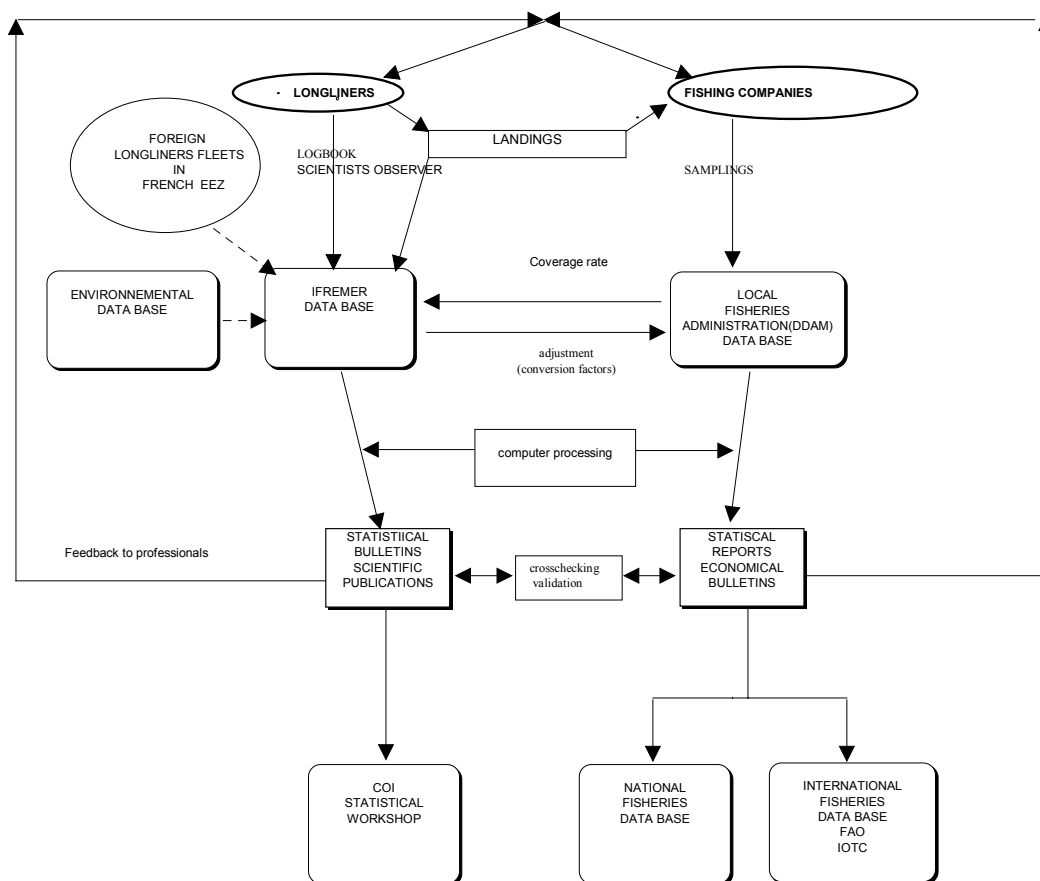 LONGLINERS
FISHING COMPANIES
FOREIGN
LONGLINERS FLEETS
IN
FRENCH EEZ
LANDINGS
LOGBOOK
SCIENTISTS OBSERVER
SAMPLINGS
ENVIRONNEMENTAL
DATA BASE
IFREMER
DATA BASE
Coverage rate
LOCAL
FISHERIES
ADMINISTRATION(DDAM)
DATA BASE
adjustment
(conversion factors)
computer processing
Feedback to professionals
STATISTIICAL
BULLETINS
SCIENTIFIC
PUBLICATIONS
crosschecking
validation
STATISCAL
REPORTS
ECONOMICAL
BULLETINS
COI
STATISTICAL
WORKSHOP
NATIONAL
FISHERIES
DATA BASE
INTERNATIONAL
FISHERIES
DATA BASE
FAO
IOTC